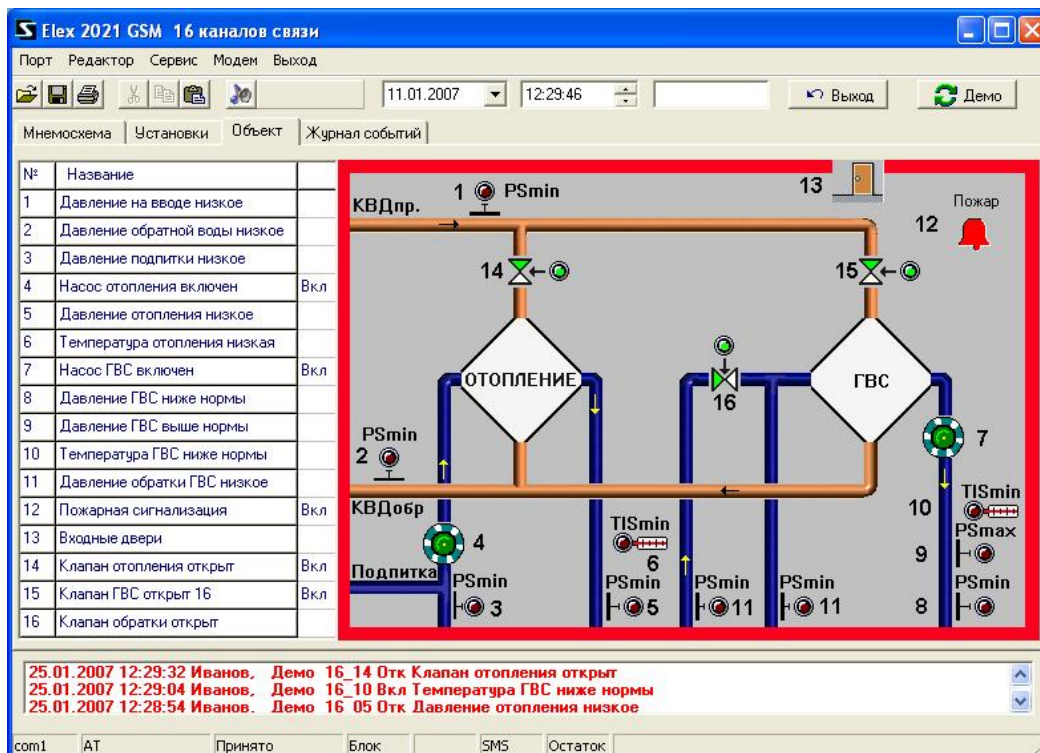 Elex 2021 GSM 16 каналов связи
Порт Редактор Сервис Модем Выход
11.01.2007 12:29:46 Выход Демо
Мнемосхема Установки Объект Журнал событий
№ Название
1 Давление на вводе низкое
2 Давление обратной воды низкое
3 Давление подпитки низкое
4 Насос отопления включен Вкл
5 Давление отопления низкое
6 Температура отопления низкая
7 Насос ГВС включен Вкл
8 Давление ГВС ниже нормы
9 Давление ГВС выше нормы
10 Температура ГВС ниже нормы
11 Давление обратки ГВС низкое
12 Пожарная сигнализация Вкл
13 Входные двери
14 Клапан отопления открыт Вкл
15 Клапан ГВС открыт 16 Вкл
16 Клапан обратки открыт
1 PSmin 13
КВДпр. 12 Пожар
14 15
ОТОПЛЕНИЕ ГВС
16
PSmin 7
2
КВДобр 10 TISmin
4 TISmin PSmax
6 9
Подпитка PSmin PSmin PSmin PSmin PSmin
3 5 11 11 8
25.01.2007 12:29:32 Иванов, Демо 16_14 Отк Клапан отопления открыт
25.01.2007 12:29:04 Иванов, Демо 16_10 Вкл Температура ГВС ниже нормы
25.01.2007 12:28:54 Иванов. Демо 16 05 Отк Давление отопления низкое
com1 AT Принято Блок SMS Остаток